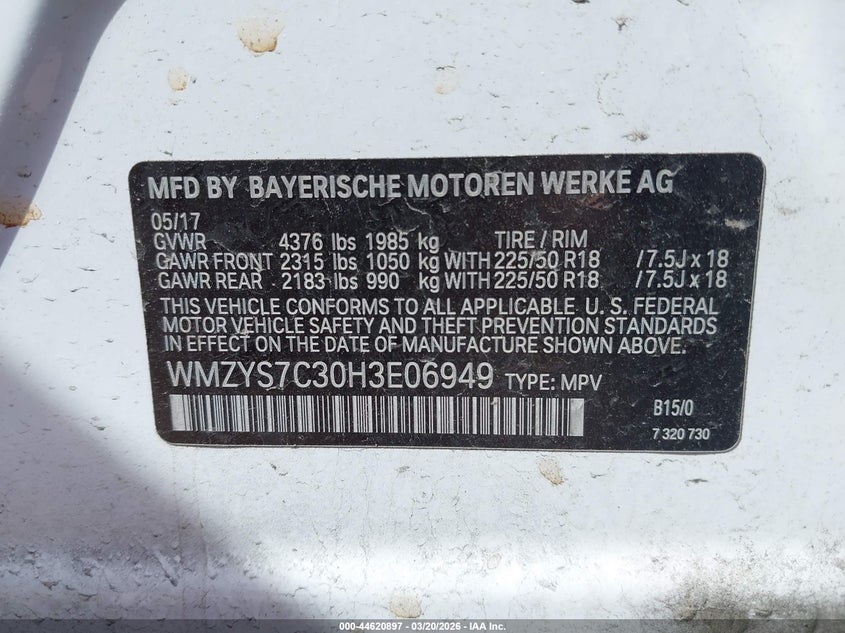 MFD BY BAYERISCHE MOTOREN WERKE AG
05/17
GVWR 4376 lbs 1985 kg TIRE / RIM
GAWR FRONT 2315 lbs 1050 kg WITH 225/50 R18 /7.5J x 18
GAWR REAR 2183 lbs 990 kg WITH 225/50 R18 /7.5J x 18
THIS VEHICLE CONFORMS TO ALL APPLICABLE U. S. FEDERAL
MOTOR VEHICLE SAFETY AND THEFT PREVENTION STANDARDS
IN EFFECT ON THE DATE OF MANUFACTURE SHOWN ABOVE.
WMZYS7C30H3E06949 TYPE: MPV
B15/0
7 320 730
000-44620897 - 03/20/2026 - IAA Inc.